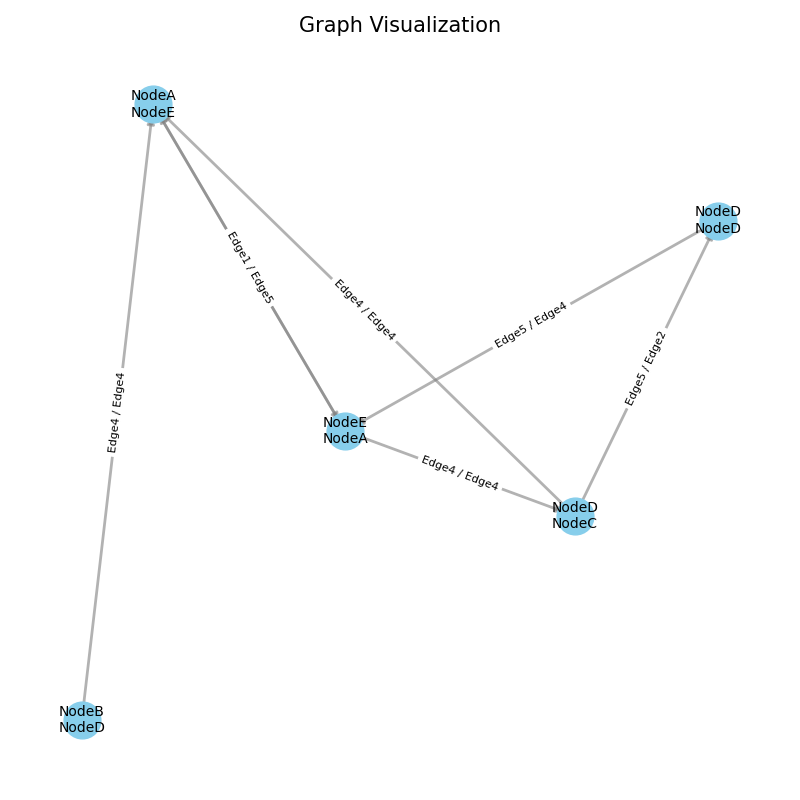 Graph Visualization
NodeA
NodeE
NodeD
NodeD
Edge1 / Edge5
Edge4 / Edge4
Edge5 / Edge4
Edge5 / Edge2
Edge4 / Edge4
NodeE
NodeA
Edge4 / Edge4
NodeD
NodeC
NodeB
NodeD